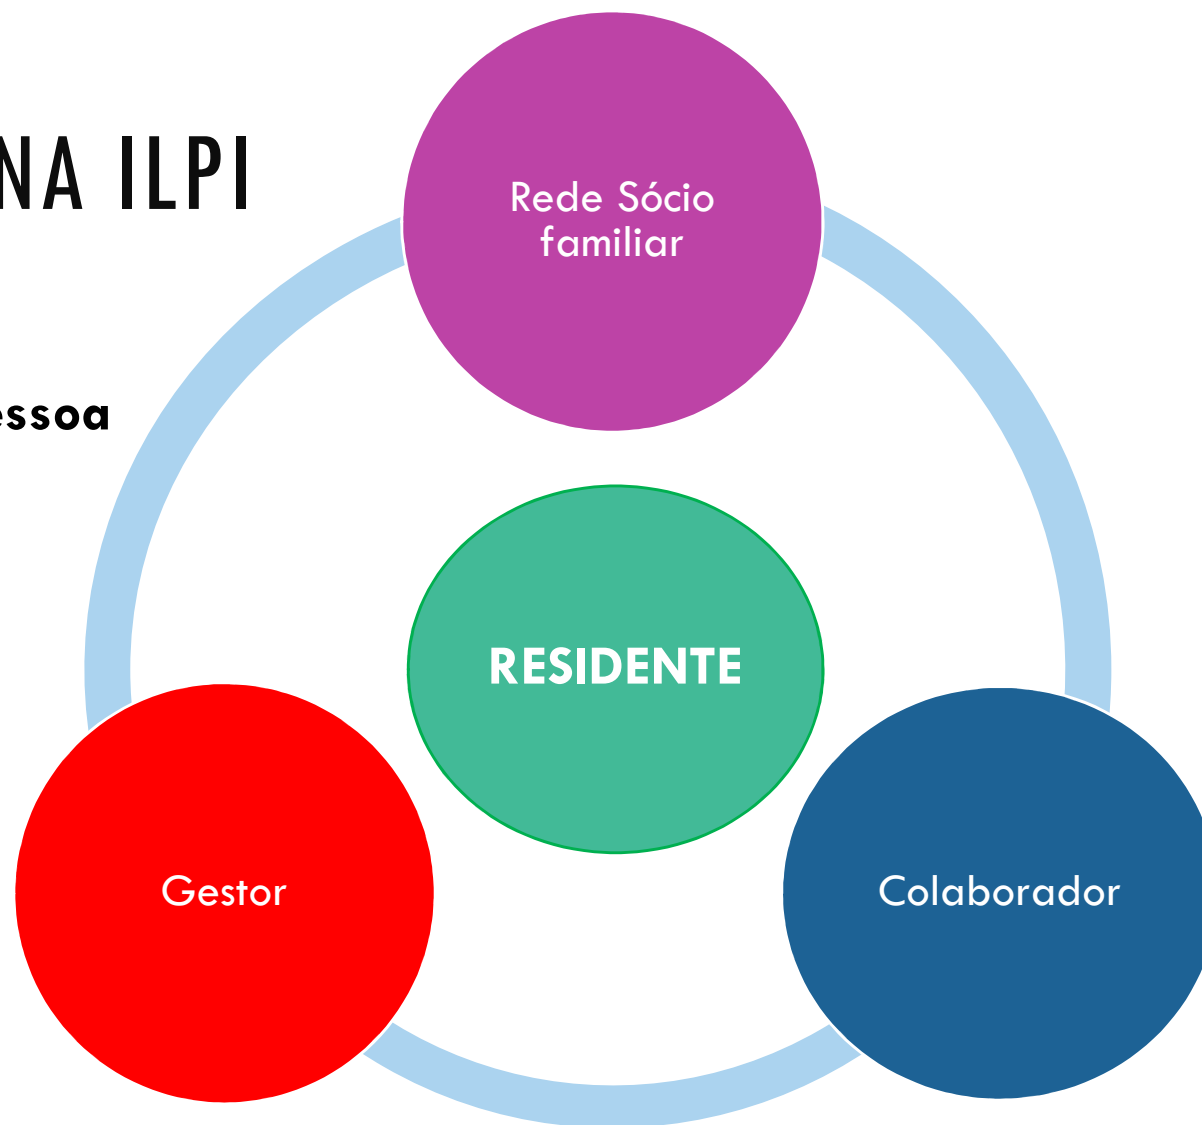 NA ILPI
Rede Sócio
familiar
essoa
RESIDENTE
Gestor
Colaborador